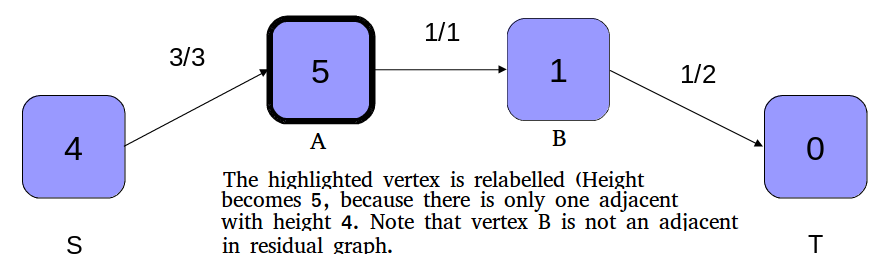 3/3
1/1
1/2
4
5
1
0
A
B
The highlighted vertex is relabelled (Height
becomes 5, because there is only one adjacent
with height 4. Note that vertex B is not an adjacent
in residual graph.
S
T